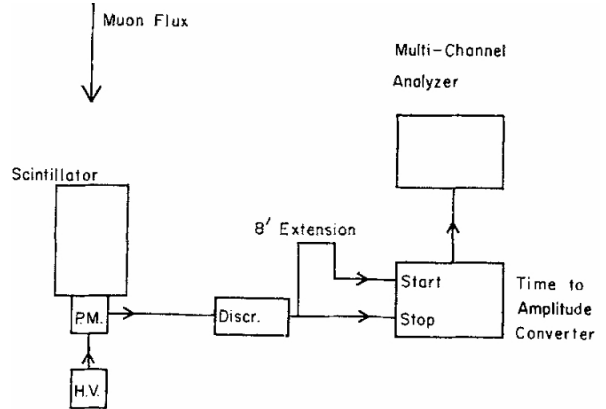 Muon Flux
Multi-Channel
Analyzer
Scintillator
8' Extension
Start
Time to
Amplitude
Converter
P.M.
Discr.
Stop
H.V.